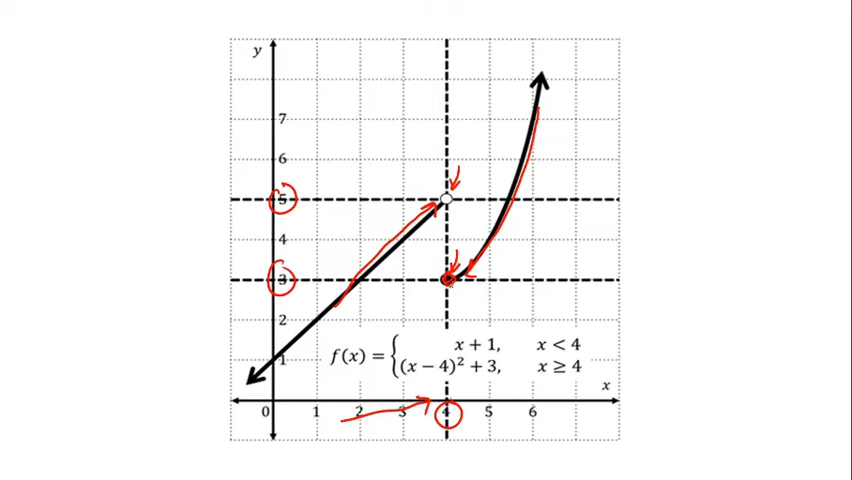 y
7
6
5
4
3
2
1
f(x) = { x + 1, x < 4
(x − 4)² + 3, x ≥ 4
x
0 1 2 3 4 5 6